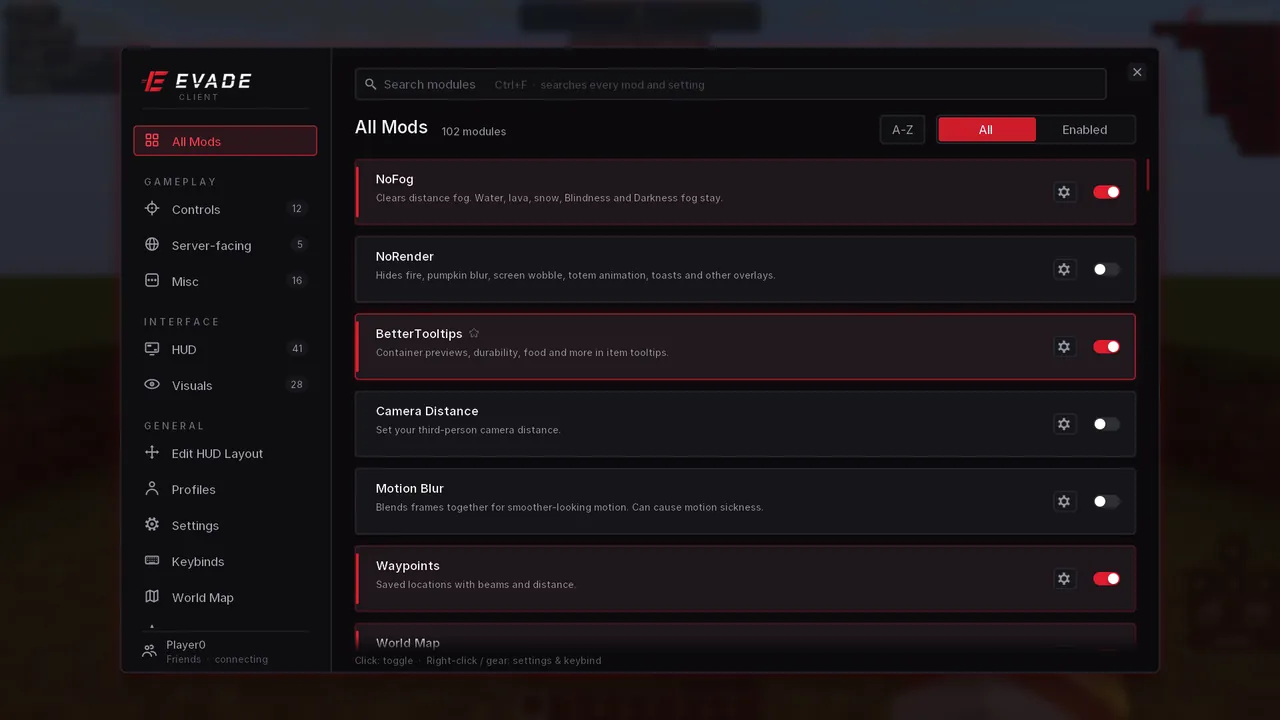 EVADE
CLIENT
All Mods
GAMEPLAY
Controls 12
Server-facing 5
Misc 16
INTERFACE
HUD 41
Visuals 28
GENERAL
Edit HUD Layout
Profiles
Settings
Keybinds
World Map
Player0
Friends · connecting
Search modules Ctrl+F · searches every mod and setting
All Mods 102 modules A-Z All Enabled
NoFog
Clears distance fog. Water, lava, snow, Blindness and Darkness fog stay.
NoRender
Hides fire, pumpkin blur, screen wobble, totem animation, toasts and other overlays.
BetterTooltips
Container previews, durability, food and more in item tooltips.
Camera Distance
Set your third-person camera distance.
Motion Blur
Blends frames together for smoother-looking motion. Can cause motion sickness.
Waypoints
Saved locations with beams and distance.
World Map
Click: toggle · Right-click / gear: settings & keybind